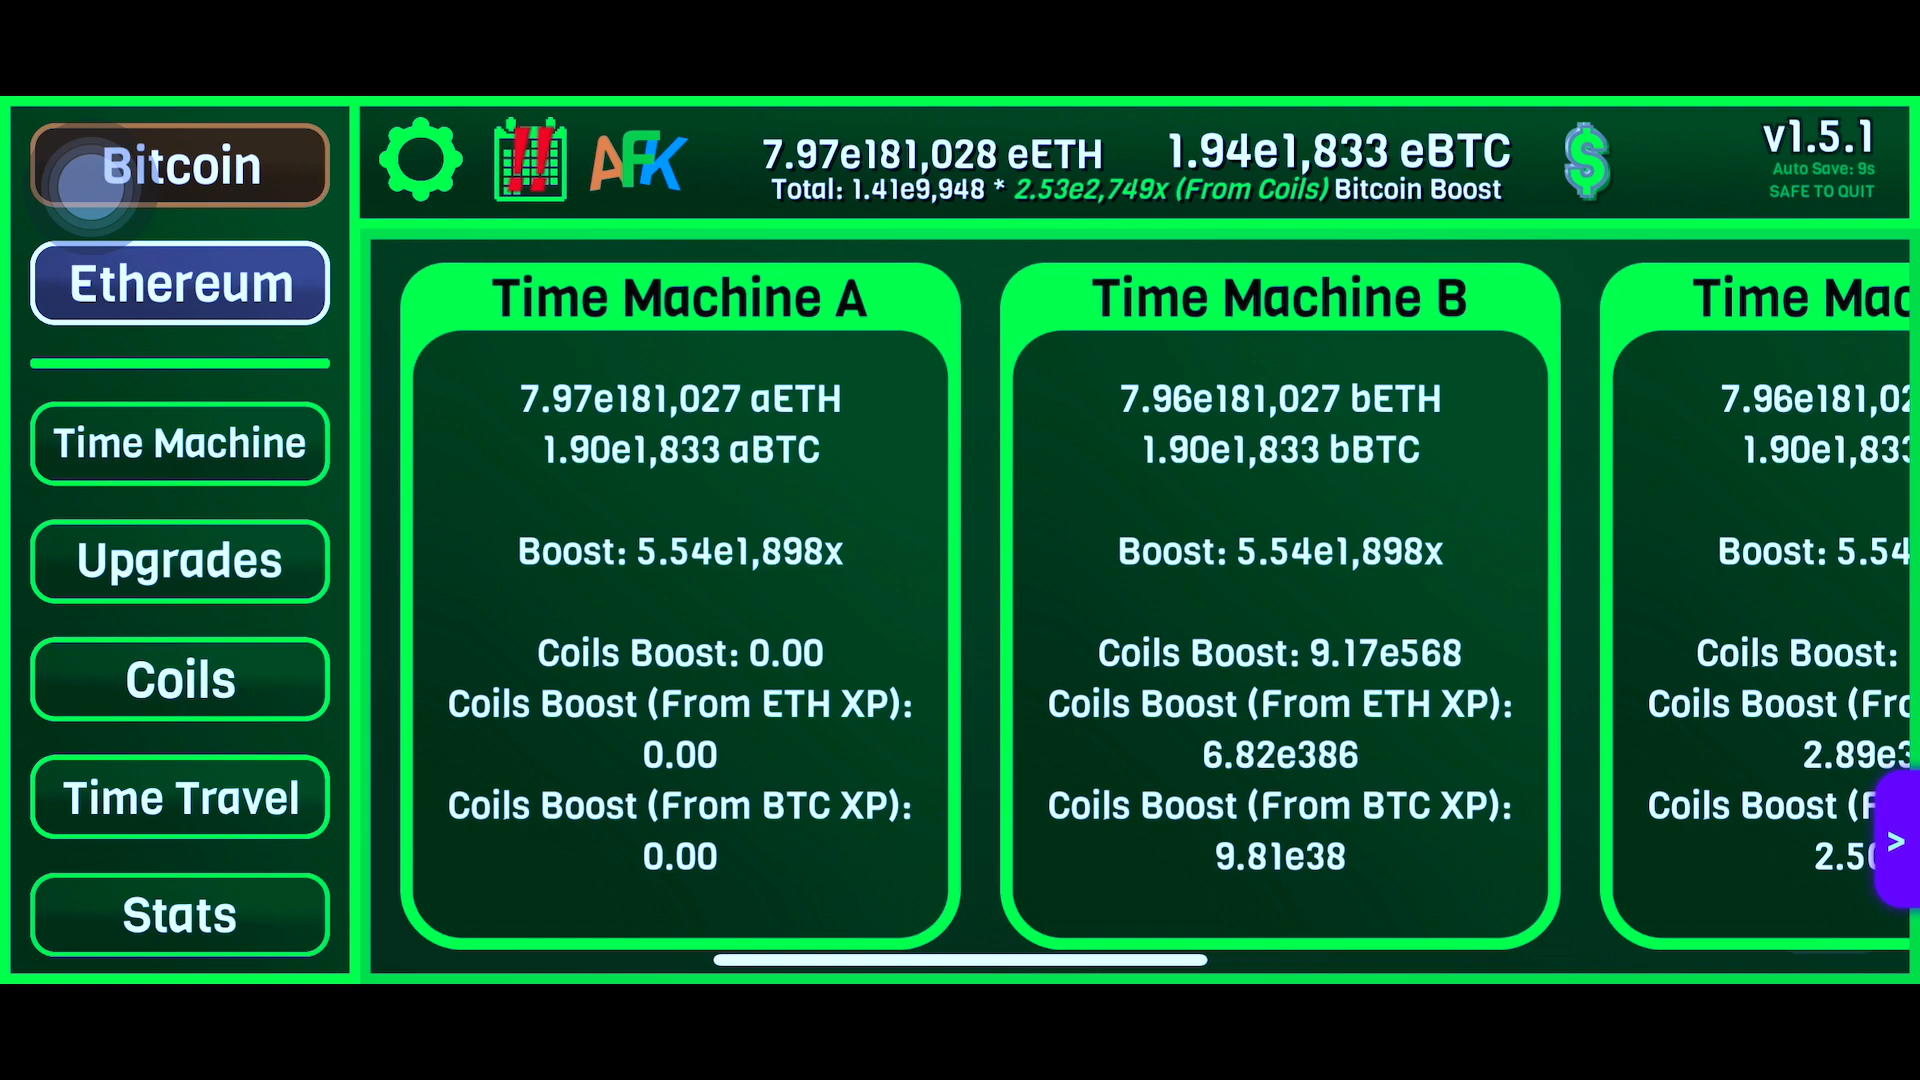 Bitcoin
Ethereum
Time Machine
Upgrades
Coils
Time Travel
Stats
!!
AFK
7.97e181,028 eETH
1.94e1,833 eBTC
Total: 1.41e9,948 * 2.53e2,749x (From Coils) Bitcoin Boost
$
v1.5.1
Auto Save: 9s
SAFE TO QUIT
Time Machine A
7.97e181,027 aETH
1.90e1,833 aBTC
Boost: 5.54e1,898x
Coils Boost: 0.00
Coils Boost (From ETH XP):
0.00
Coils Boost (From BTC XP):
0.00
Time Machine B
7.96e181,027 bETH
1.90e1,833 bBTC
Boost: 5.54e1,898x
Coils Boost: 9.17e568
Coils Boost (From ETH XP):
6.82e386
Coils Boost (From BTC XP):
9.81e38
Time
7.96e181,0
1.90e1,83
Boost: 5.54
Coils Boost:
Coils Boost
2.89e
Coils Boost
2.5
>